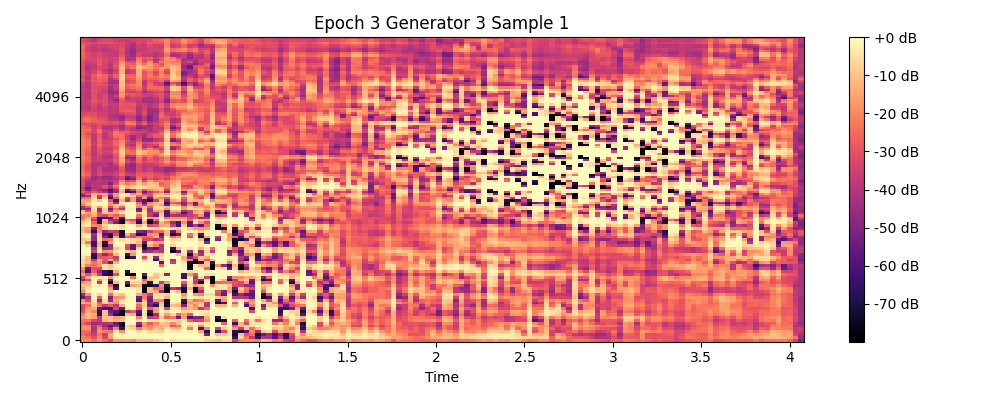 Epoch 3 Generator 3 Sample 1
Hz
4096
2048
1024
512
0
0 0.5 1 1.5 2 2.5 3 3.5 4
Time
+0 dB
-10 dB
-20 dB
-30 dB
-40 dB
-50 dB
-60 dB
-70 dB